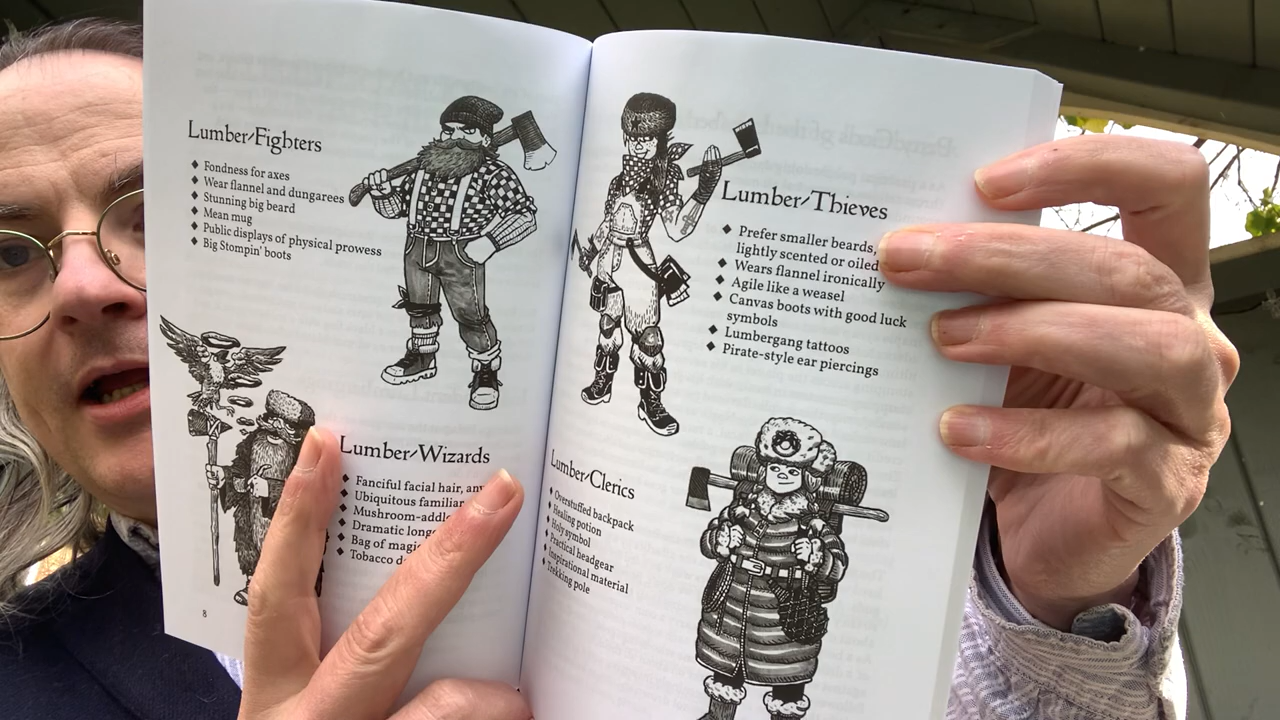 Lumber/Fighters
◆ Fondness for axes
◆ Wear flannel and dungarees
◆ Stunning big beard
◆ Mean mug
◆ Public displays of physical prowess
◆ Big Stompin' boots
Lumber/Wizards
◆ Fanciful facial hair,
◆ Ubiquitous familiar
◆ Mushroom-addle
◆ Dramatic
◆ Bag of
◆ Tobacco
8
Lumber/Thieves
◆ Prefer smaller beards,
lightly scented or oiled
◆ Wears flannel ironically
◆ Agile like a weasel
◆ Canvas boots with good luck
symbols
◆ Lumbergang tattoos
◆ Pirate-style ear piercings
Lumber/Clerics
◆ Overstuffed backpack
◆ Healing potion
◆ Holy symbol
◆ Practical headgear
◆ Inspirational material
◆ Trekking pole